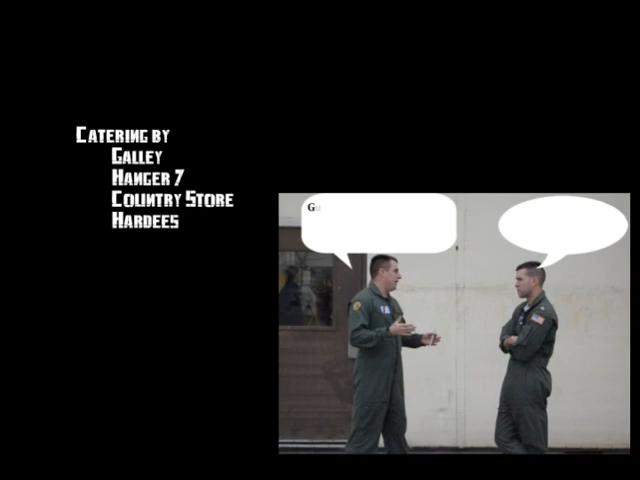 Catering by
Galley
Hanger 7
Country Store
Hardees